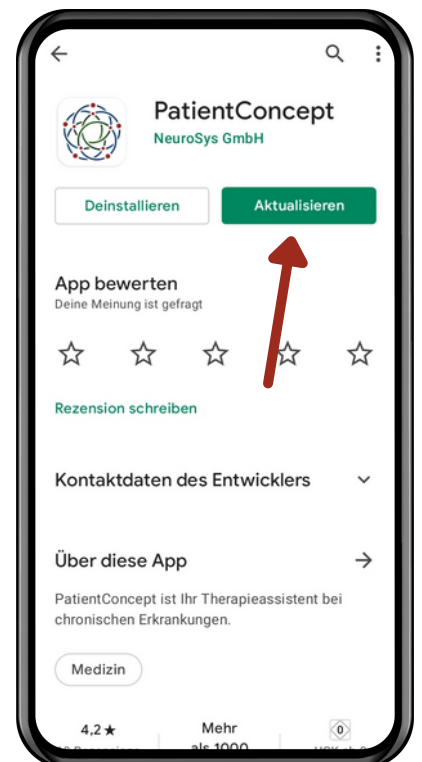 PatientConcept
NeuroSys GmbH
Deinstallieren
Aktualisieren
App bewerten
Deine Meinung ist gefragt
Rezension schreiben
Kontaktdaten des Entwicklers
Über diese App
PatientConcept ist Ihr Therapieassistent bei
chronischen Erkrankungen.
Medizin
4,2 ★ Mehr 0
als 1000